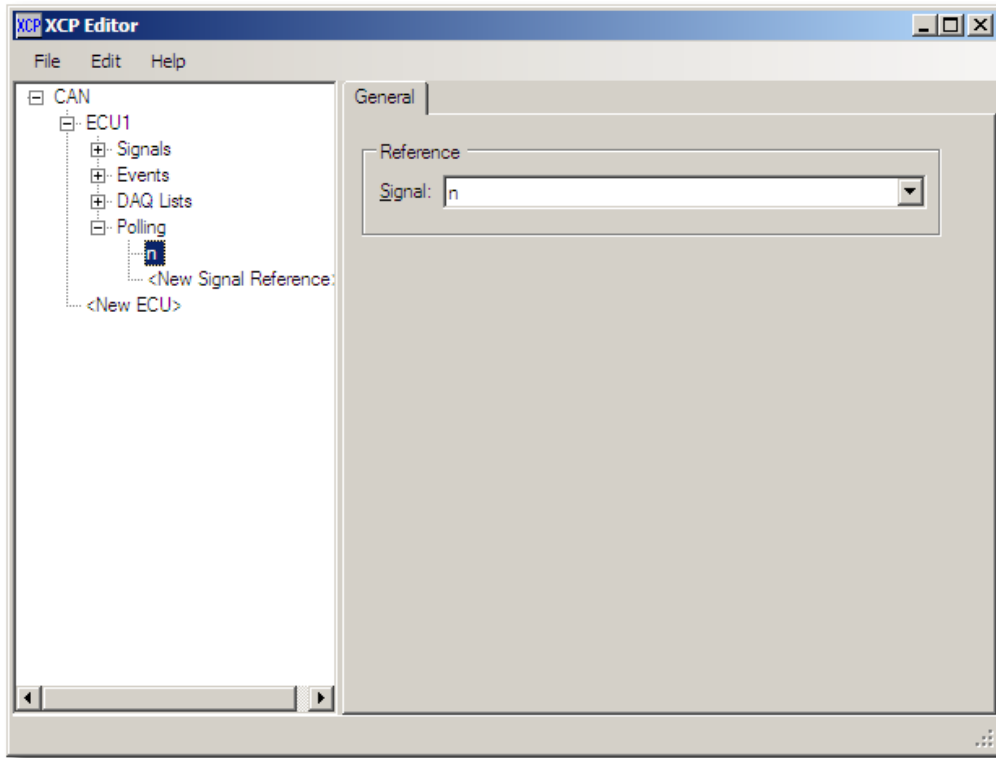 XCP XCP Editor
File Edit Help
CAN
ECU1
Signals
Events
DAQ Lists
Polling
n
<New Signal Reference>
<New ECU>
General
Reference
Signal: n